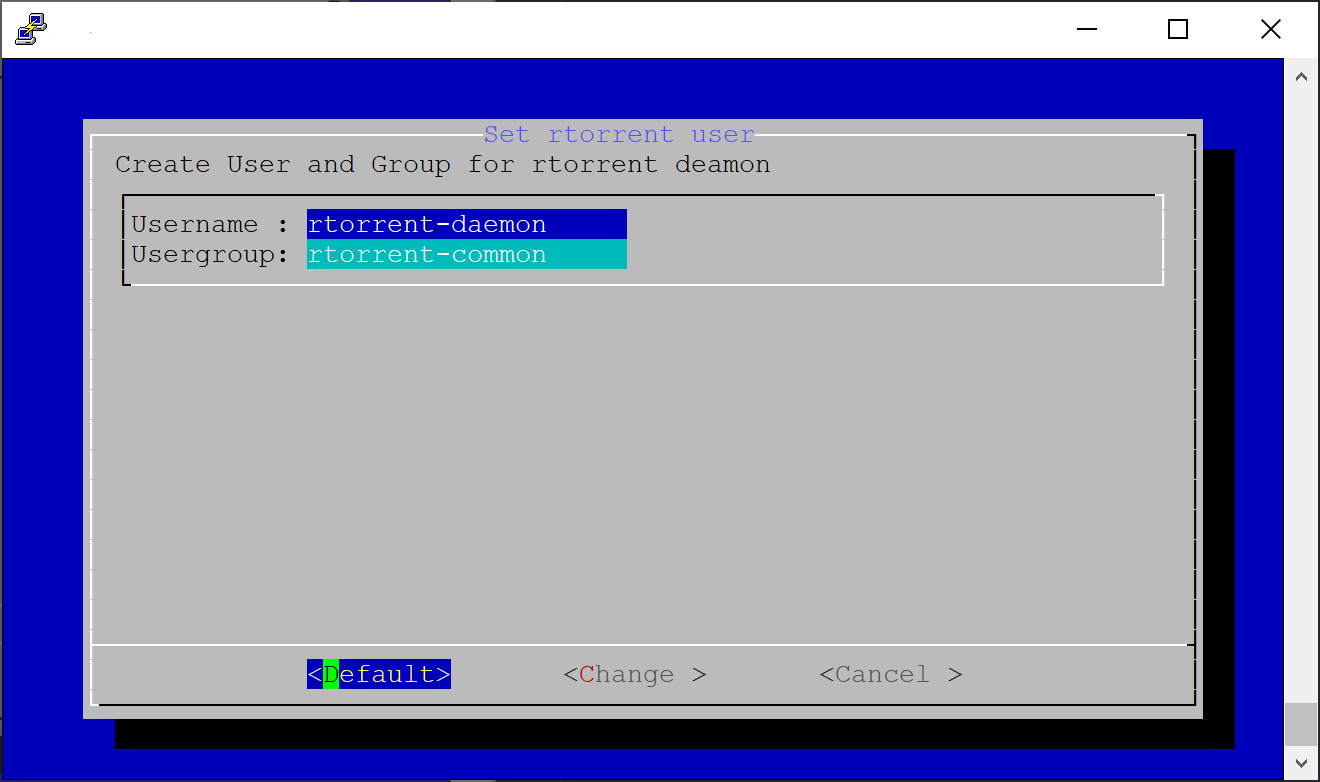 Set rtorrent user
Create User and Group for rtorrent deamon
Username : rtorrent-daemon
Usergroup: rtorrent-common
<Default> <Change > <Cancel >